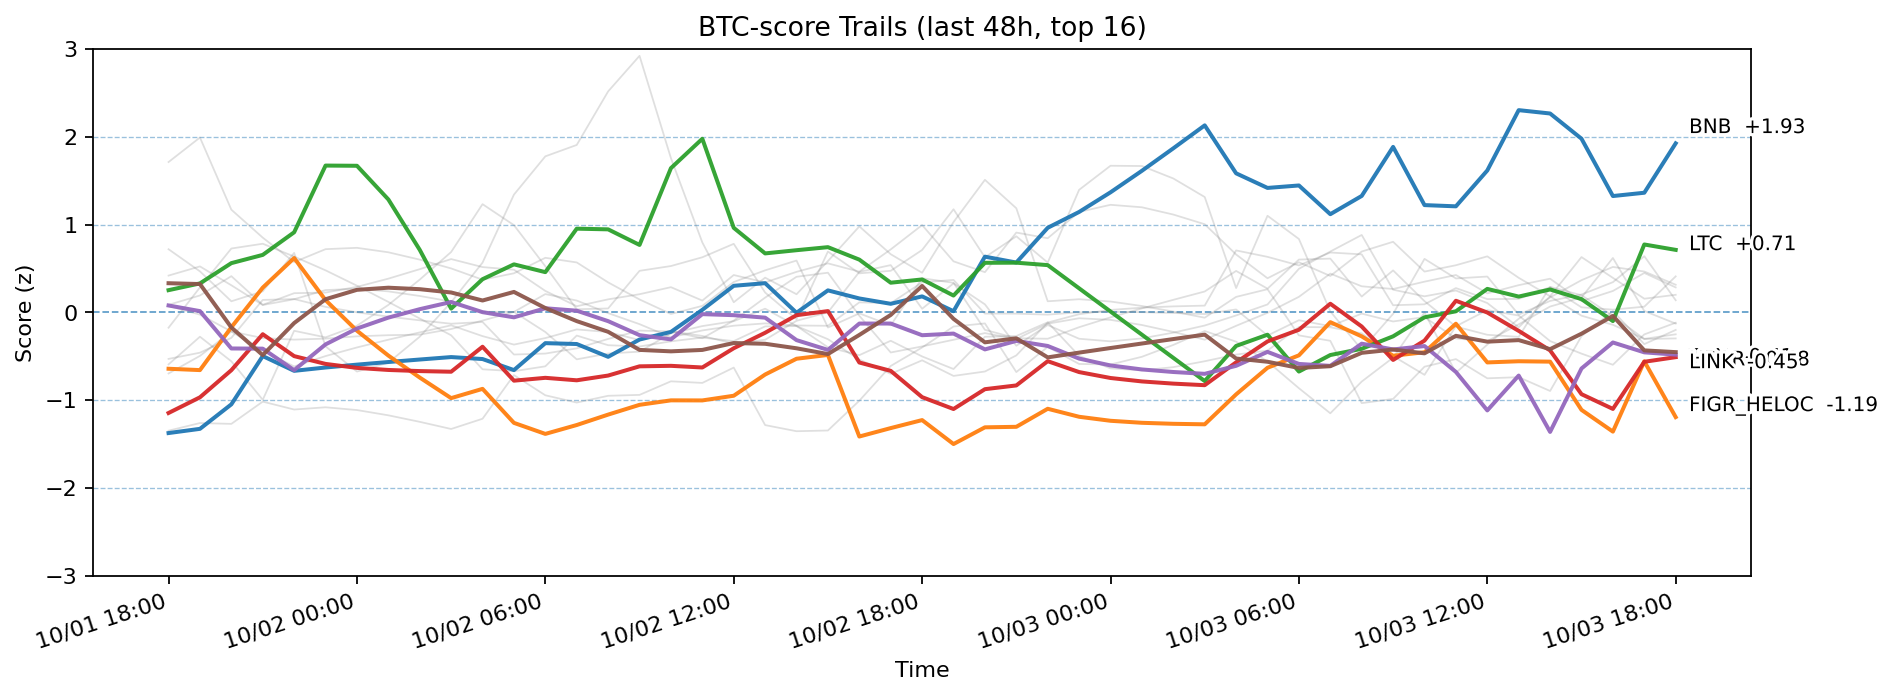 BTC-score Trails (last 48h, top 16)
Score (z)
3
2
1
0
−1
−2
−3
BNB +1.93
LTC +0.71
LINK
FIGR_HELOC -1.19
10/01 18:00
10/02 00:00
10/02 06:00
10/02 12:00
10/02 18:00
10/03 00:00
10/03 06:00
10/03 12:00
10/03 18:00
Time